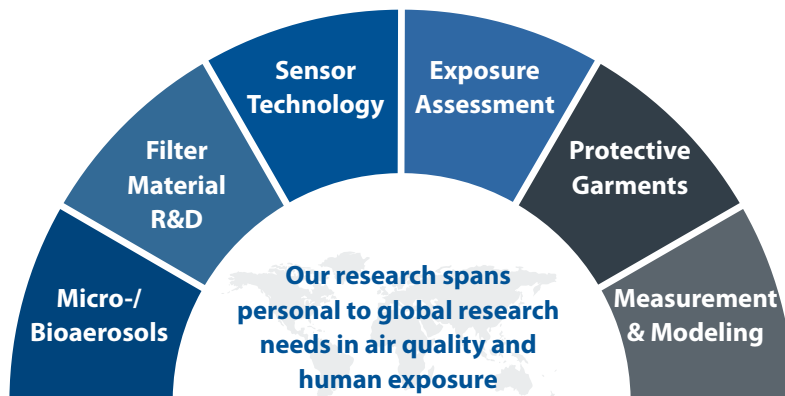 Sensor
Technology
Exposure
Assessment
Filter
Material
R&D
Protective
Garments
Micro-/
Bioaerosols
Measurement
& Modeling
Our research spans
personal to global research
needs in air quality and
human exposure